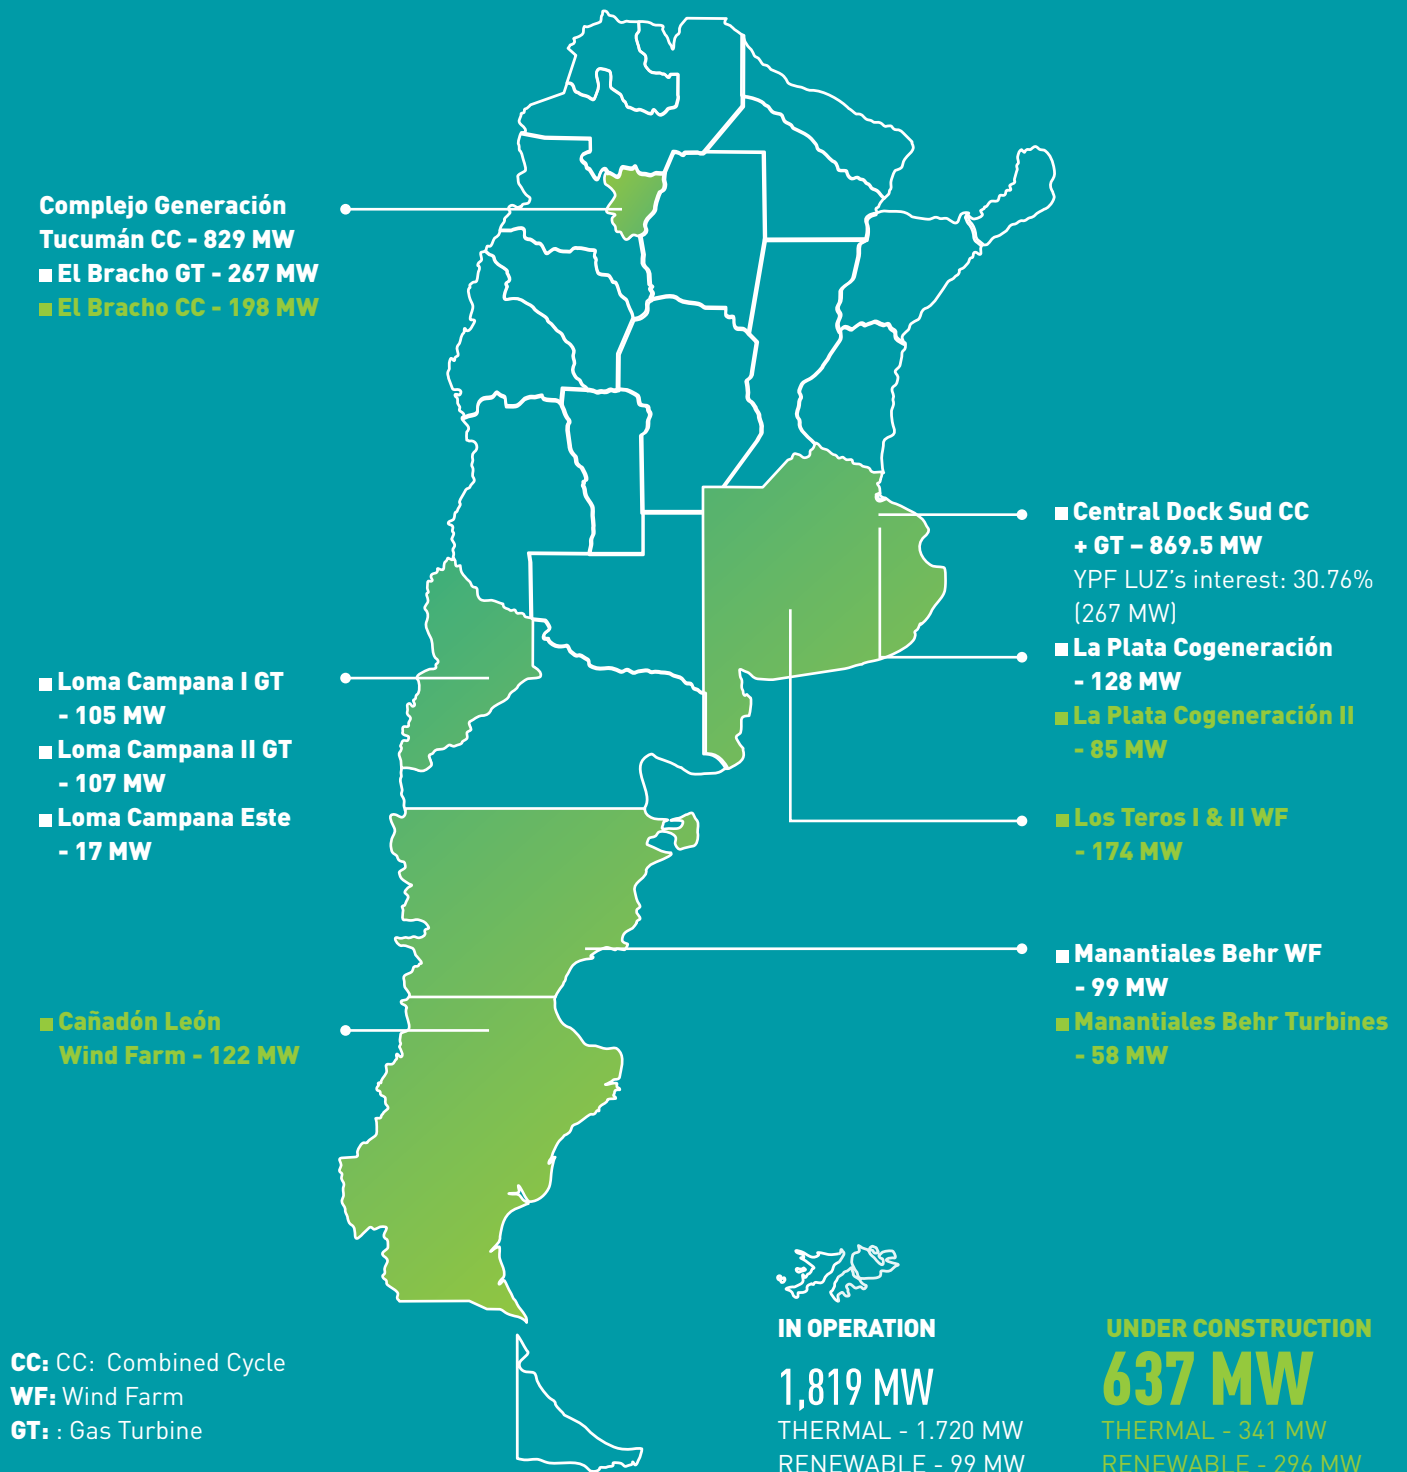 Complejo Generación
Tucumán CC - 829 MW
El Bracho GT - 267 MW
El Bracho CC - 198 MW
Loma Campana I GT
- 105 MW
Loma Campana II GT
- 107 MW
Loma Campana Este
- 17 MW
Cañadón León
Wind Farm - 122 MW
Central Dock Sud CC
+ GT – 869.5 MW
YPF LUZ’s interest: 30.76%
(267 MW)
La Plata Cogeneración
- 128 MW
La Plata Cogeneración II
- 85 MW
Los Teros I & II WF
- 174 MW
Manantiales Behr WF
- 99 MW
Manantiales Behr Turbines
- 58 MW
CC: CC: Combined Cycle
WF: Wind Farm
GT: : Gas Turbine
IN OPERATION
1,819 MW
THERMAL - 1.720 MW
RENEWABLE - 99 MW
UNDER CONSTRUCTION
637 MW
THERMAL - 341 MW
RENEWABLE - 296 MW